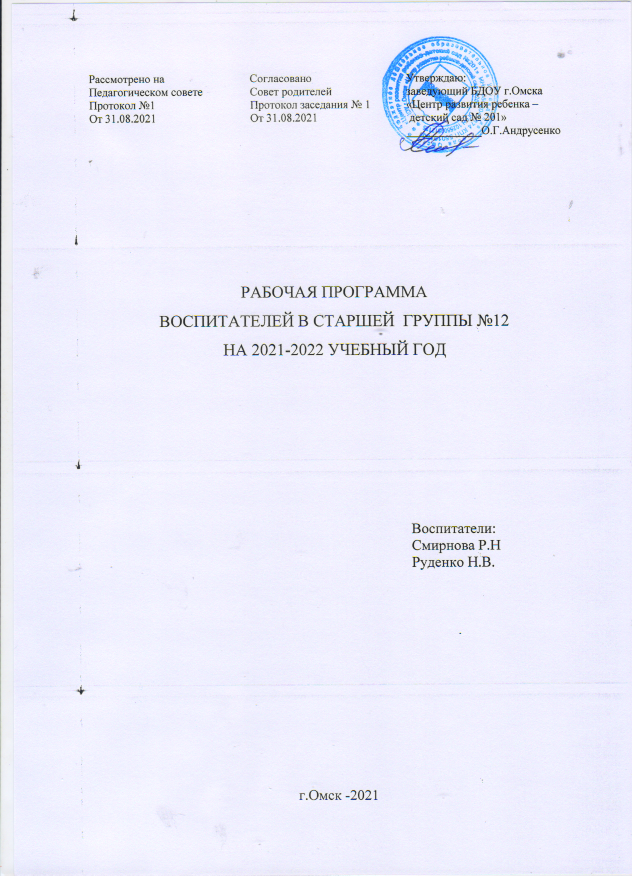 Рассмотрено на
Педагогическом совете
Протокол №1
От 31.08.2021
Согласовано
Совет родителей
Протокол заседания № 1
От 31.08.2021
Утверждаю:
заведующий БДОУ г.Омска
«Центр развития ребенка –
детский сад № 201»
О.Г.Андрусенко
РАБОЧАЯ ПРОГРАММА
ВОСПИТАТЕЛЕЙ В СТАРШЕЙ ГРУППЫ №12
НА 2021-2022 УЧЕБНЫЙ ГОД
Воспитатели:
Смирнова Р.Н
Руденко Н.В.
г.Омск -2021